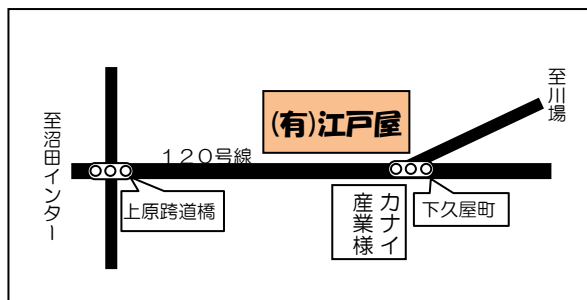 至沼田インター
120号線
上原跨道橋
(有)江戸屋
カナイ
産業様
下久屋町
至川場